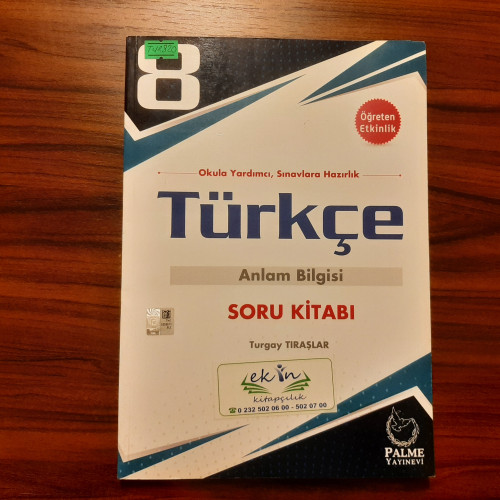 8
Öğreten
Etkinlik
Okula Yardımcı, Sınavlara Hazırlık
Türkçe
Anlam Bilgisi
SORU KİTABI
Turgay TIRAŞLAR
ekin
kitapçılık
0 232 502 06 00 - 502 07 00
PALME
YAYINEVİ